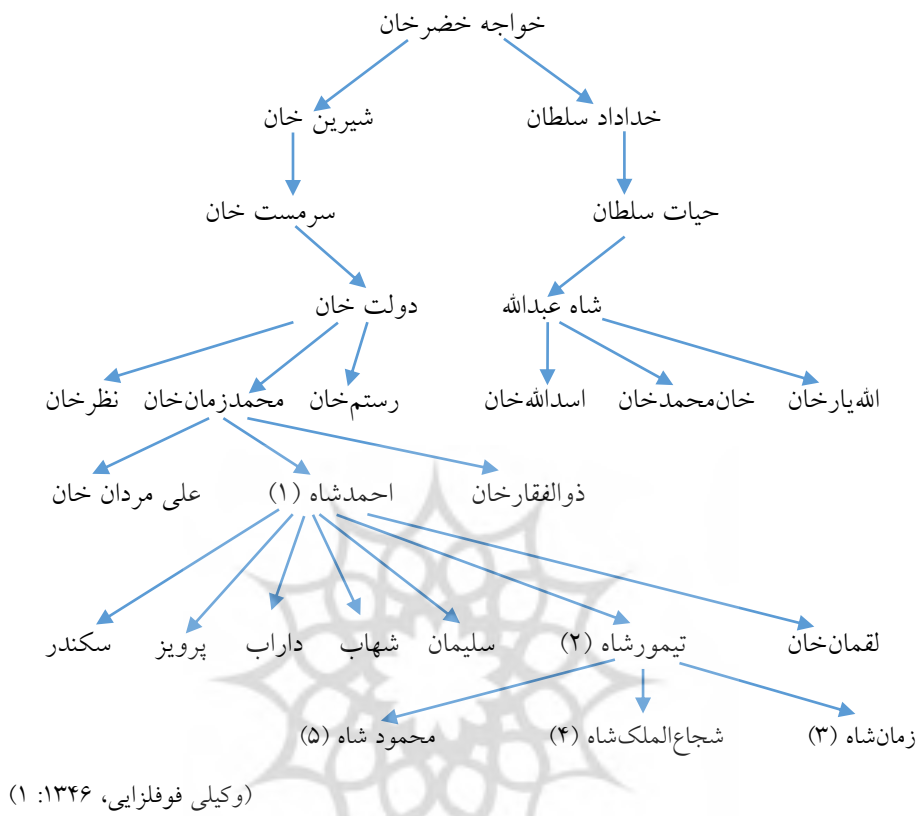 خواجه خضرخان
خداداد سلطان شیرین خان
حیات سلطان سرمست خان
شاه عبدالله دولت خان
الله‌یارخان خان‌محمدخان اسدالله‌خان رستم‌خان محمدزمان‌خان نظرخان
ذوالفقارخان احمدشاه (۱) علی مردان خان
لقمان‌خان تیمورشاه (۲) سلیمان شهاب داراب پرویز سکندر
زمان‌شاه (۳) شجاع‌الملک‌شاه (۴) محمود شاه (۵)
(وکیلی فوفلزایی، ۱۳۴۶: ۱)